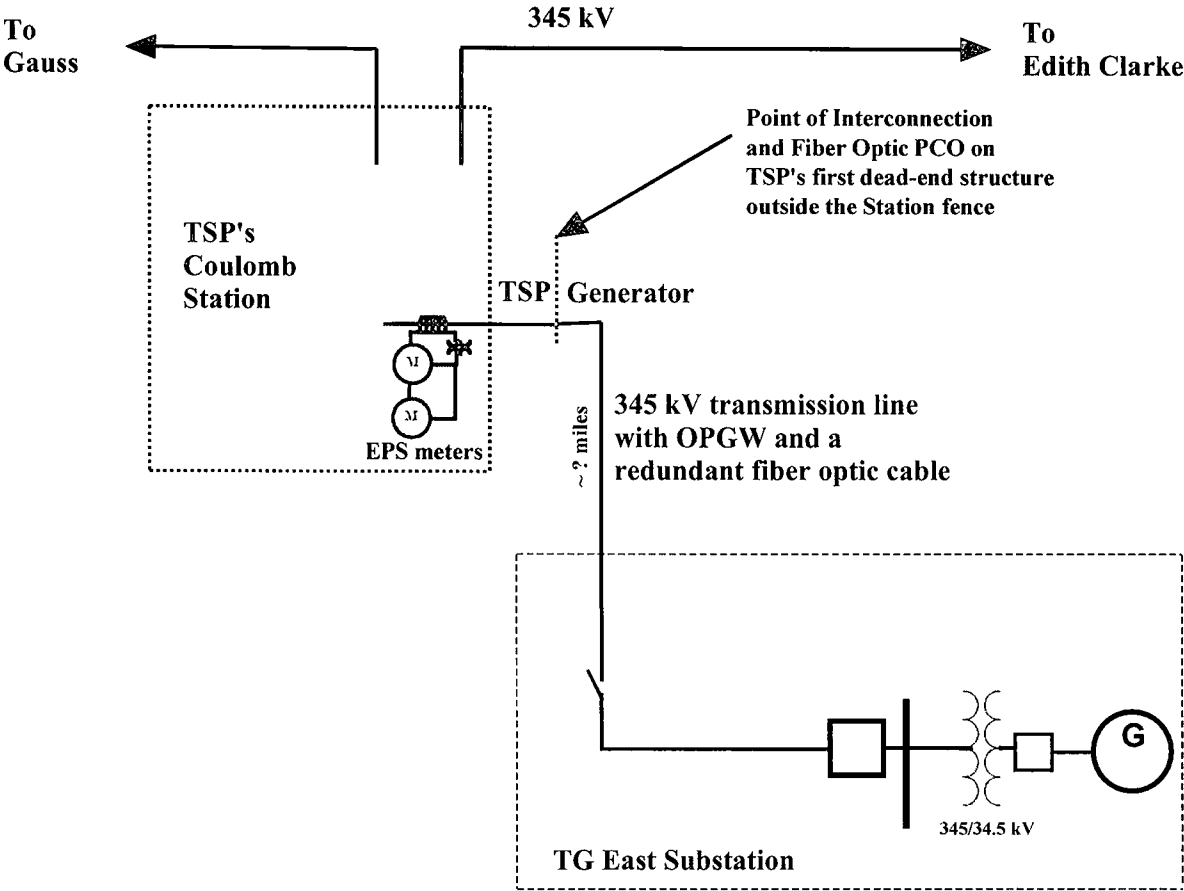 345 kV
To
Gauss
To
Edith Clarke
Point of Interconnection
and Fiber Optic PCO on
TSP's first dead-end structure
outside the Station fence
TSP's
Coulomb
Station
TSP
Generator
M
M
EPS meters
~ ? miles
345 kV transmission line
with OPGW and a
redundant fiber optic cable
G
345/34.5 kV
TG East Substation